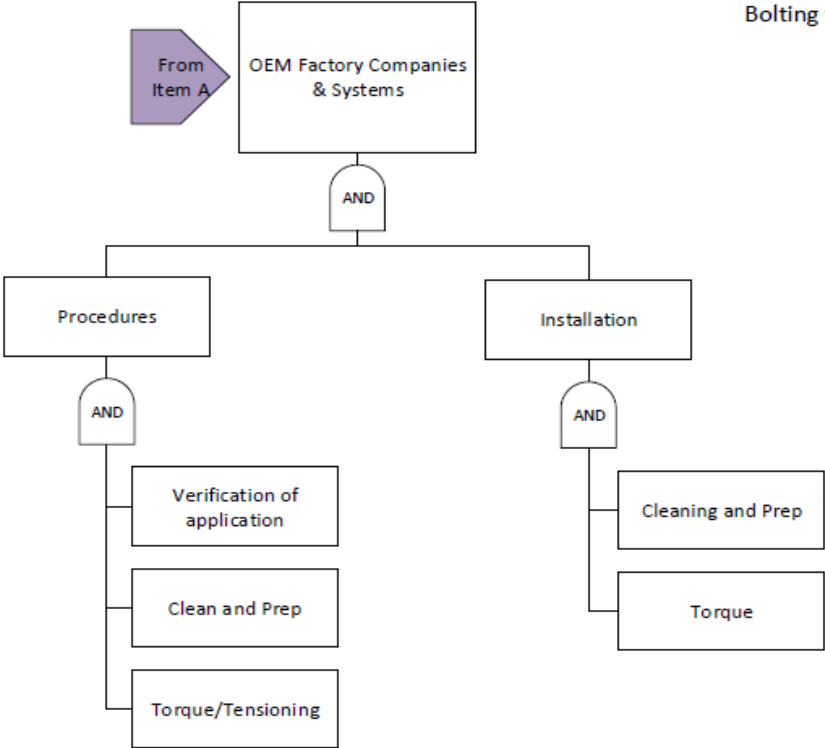 Bolting
From
Item A
OEM Factory Companies
& Systems
AND
Procedures
Installation
AND
AND
Verification of
application
Cleaning and Prep
Clean and Prep
Torque
Torque/Tensioning